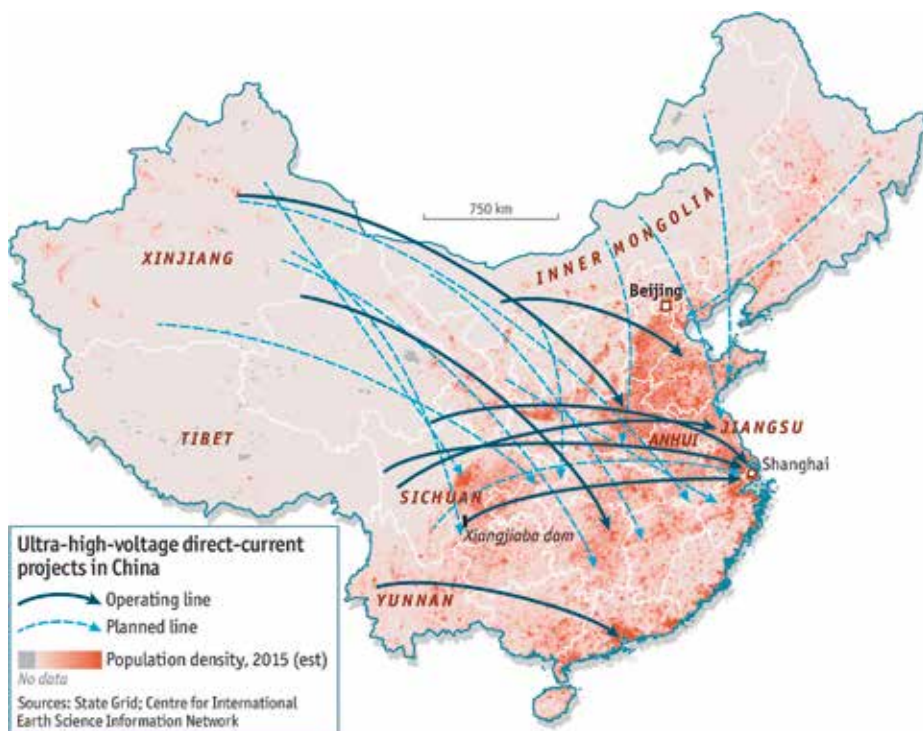 750 km
INNER MONGOLIA
XINJIANG
Beijing
TIBET
JIANGSU
ANHUI
Shanghai
SICHUAN
Xiangjiaba dam
YUNNAN
Ultra-high-voltage direct-current
projects in China
Operating line
Planned line
Population density, 2015 (est)
No data
Sources: State Grid; Centre for International
Earth Science Information Network